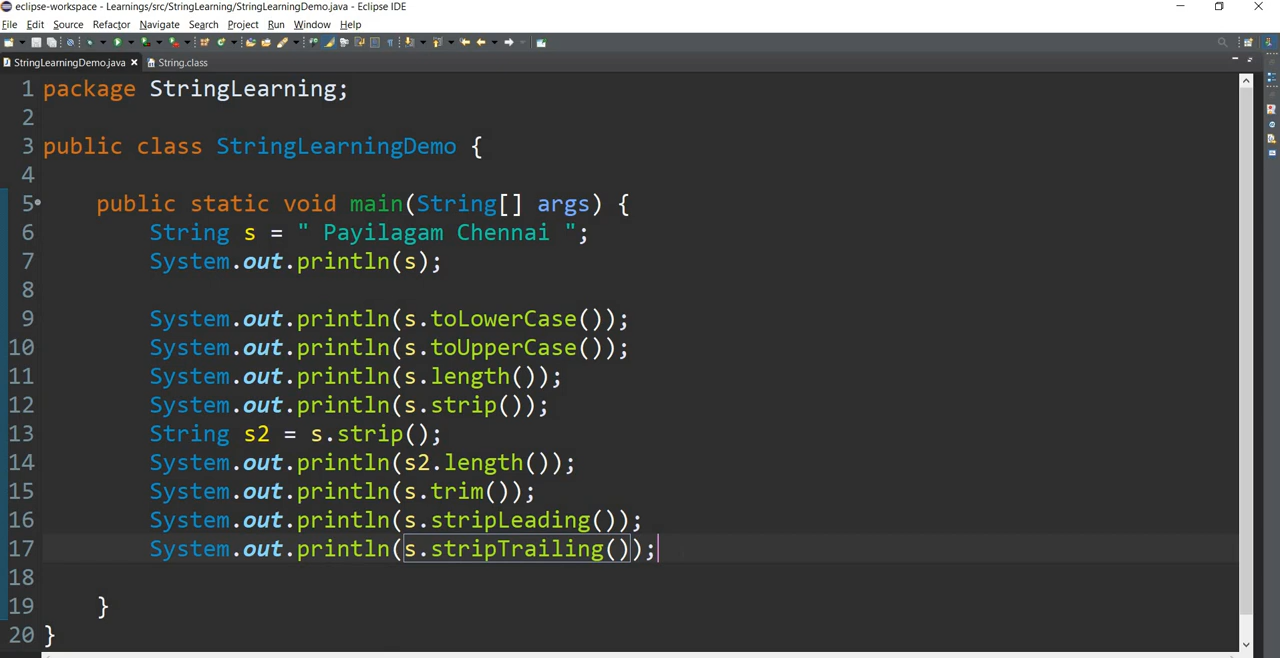 eclipse-workspace - Learnings/src/StringLearning/StringLearningDemo.java - Eclipse IDE
File Edit Source Refactor Navigate Search Project Run Window Help
StringLearningDemo.java String.class
1 package StringLearning;
2
3 public class StringLearningDemo {
4
5 public static void main(String[] args) {
6 String s = " Payilagam Chennai ";
7 System.out.println(s);
8
9 System.out.println(s.toLowerCase());
10 System.out.println(s.toUpperCase());
11 System.out.println(s.length());
12 System.out.println(s.strip());
13 String s2 = s.strip();
14 System.out.println(s2.length());
15 System.out.println(s.trim());
16 System.out.println(s.stripLeading());
17 System.out.println(s.stripTrailing());
18
19 }
20 }